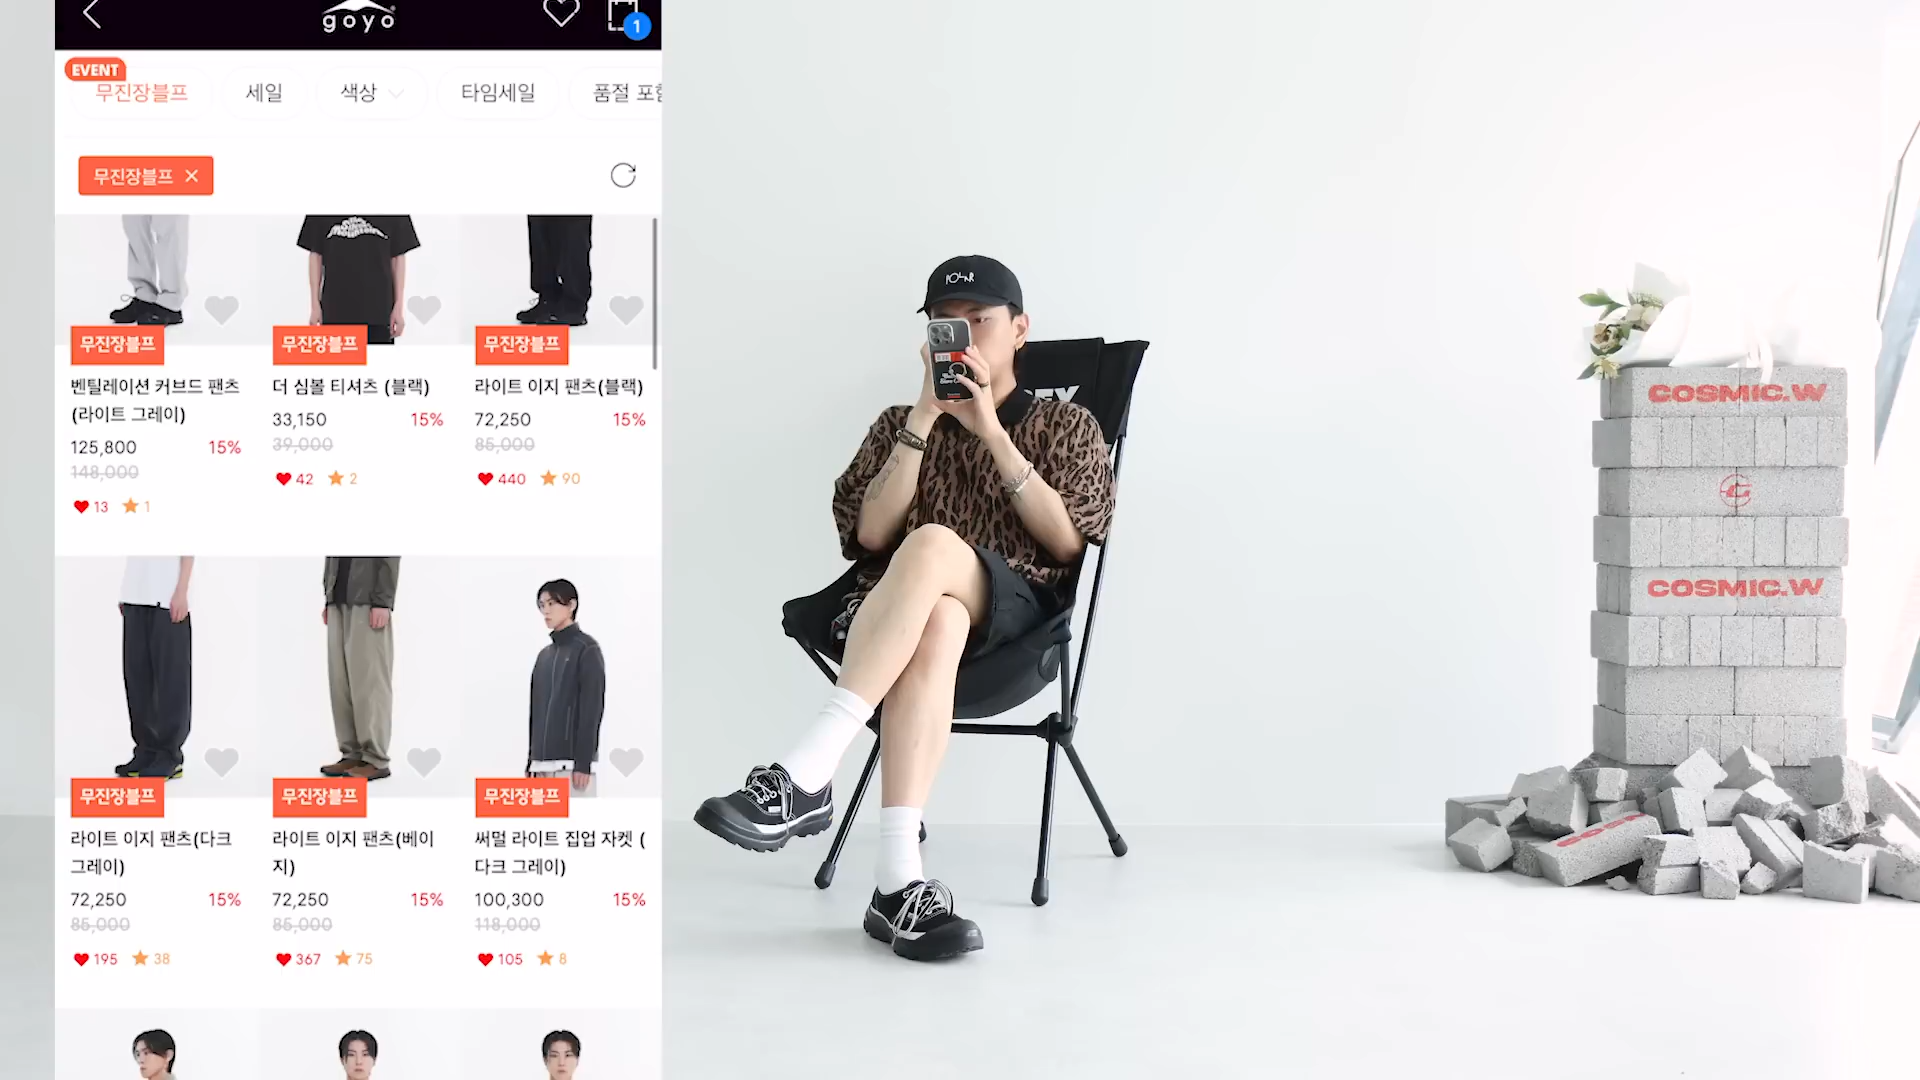 goyo
1
EVENT
무진장블프
세일
색상
타임세일
품절 포함
무진장블프 ×
무진장블프
무진장블프
무진장블프
벤틸레이션 커브드 팬츠
(라이트 그레이)
125,800 15%
148,000
13 1
더 심볼 티셔츠 (블랙)
33,150 15%
39,000
42 2
라이트 이지 팬츠(블랙)
72,250 15%
85,000
440 90
무진장블프
무진장블프
무진장블프
라이트 이지 팬츠(다크
그레이)
72,250 15%
85,000
195 38
라이트 이지 팬츠(베이
지)
72,250 15%
85,000
367 75
써멀 라이트 집업 자켓 (
다크 그레이)
100,300 15%
118,000
105 8
POLAR
COSMIC.W
COSMIC.W